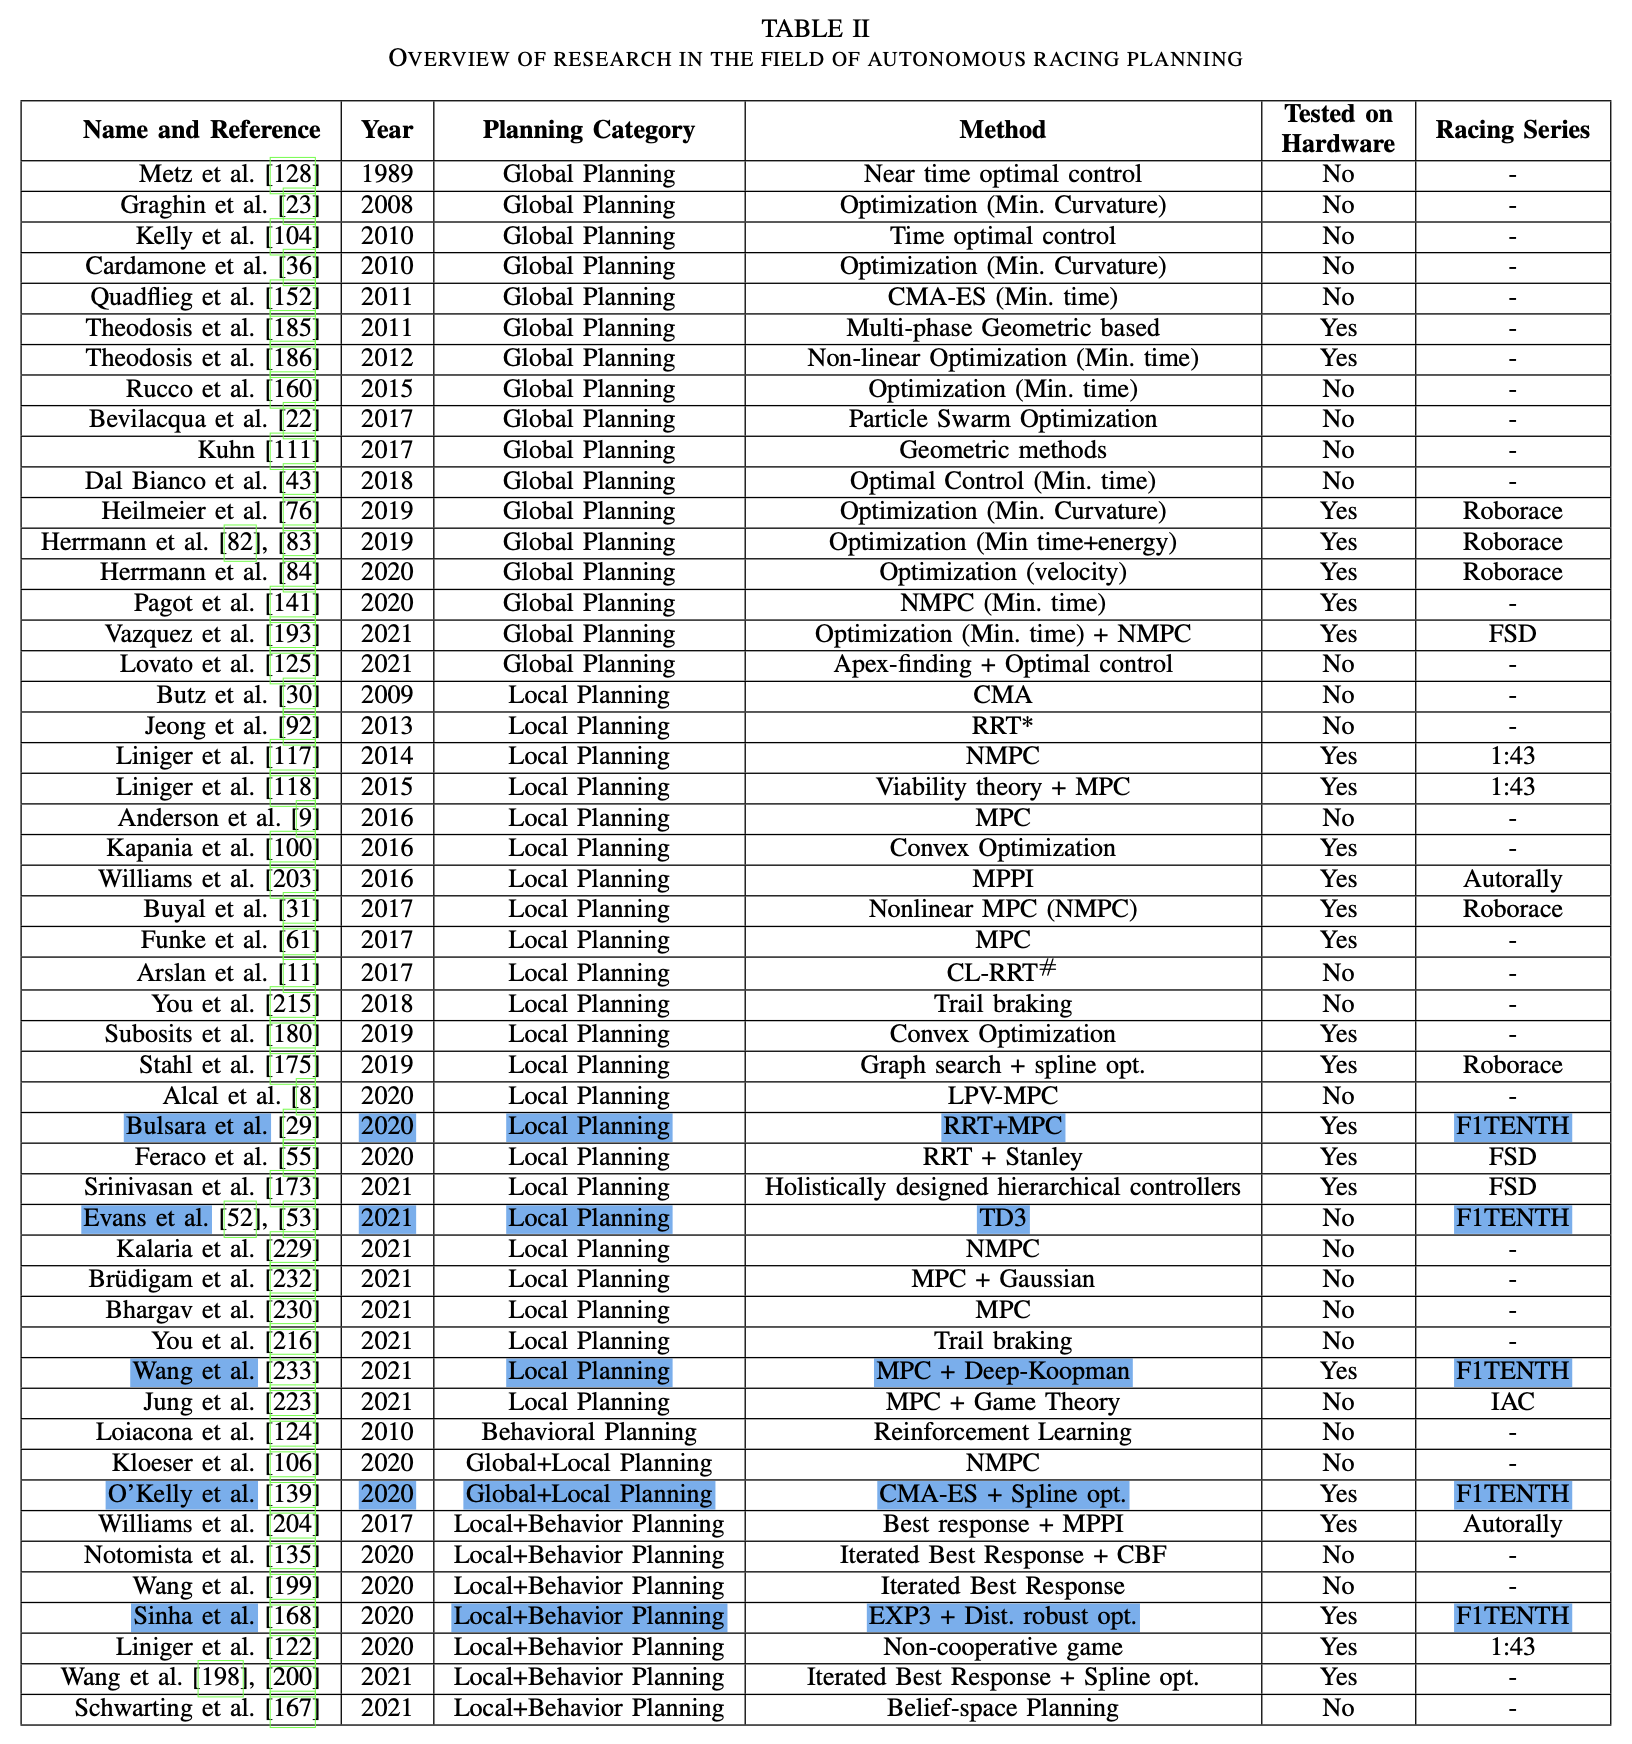 TABLE II
OVERVIEW OF RESEARCH IN THE FIELD OF AUTONOMOUS RACING PLANNING
Name and Reference Year Planning Category Method Tested on Hardware Racing Series
Metz et al. [128] 1989 Global Planning Near time optimal control No -
Graghin et al. [23] 2008 Global Planning Optimization (Min. Curvature) No -
Kelly et al. [104] 2010 Global Planning Time optimal control No -
Cardamone et al. [36] 2010 Global Planning Optimization (Min. Curvature) No -
Quadflieg et al. [152] 2011 Global Planning CMA-ES (Min. time) No -
Theodosis et al. [185] 2011 Global Planning Multi-phase Geometric based Yes -
Theodosis et al. [186] 2012 Global Planning Non-linear Optimization (Min. time) Yes -
Rucco et al. [160] 2015 Global Planning Optimization (Min. time) No -
Bevilacqua et al. [22] 2017 Global Planning Particle Swarm Optimization No -
Kuhn [111] 2017 Global Planning Geometric methods No -
Dal Bianco et al. [43] 2018 Global Planning Optimal Control (Min. time) No -
Heilmeier et al. [76] 2019 Global Planning Optimization (Min. Curvature) Yes Roborace
Herrmann et al. [82], [83] 2019 Global Planning Optimization (Min time+energy) Yes Roborace
Herrmann et al. [84] 2020 Global Planning Optimization (velocity) Yes Roborace
Pagot et al. [141] 2020 Global Planning NMPC (Min. time) Yes -
Vazquez et al. [193] 2021 Global Planning Optimization (Min. time) + NMPC Yes FSD
Lovato et al. [125] 2021 Global Planning Apex-finding + Optimal control No -
Butz et al. [30] 2009 Local Planning CMA No -
Jeong et al. [92] 2013 Local Planning RRT* No -
Liniger et al. [117] 2014 Local Planning NMPC Yes 1:43
Liniger et al. [118] 2015 Local Planning Viability theory + MPC Yes 1:43
Anderson et al. [9] 2016 Local Planning MPC No -
Kapania et al. [100] 2016 Local Planning Convex Optimization Yes -
Williams et al. [203] 2016 Local Planning MPPI Yes Autorally
Buyal et al. [31] 2017 Local Planning Nonlinear MPC (NMPC) Yes Roborace
Funke et al. [61] 2017 Local Planning MPC Yes -
Arslan et al. [11] 2017 Local Planning CL-RRT# No -
You et al. [215] 2018 Local Planning Trail braking No -
Subosits et al. [180] 2019 Local Planning Convex Optimization Yes -
Stahl et al. [175] 2019 Local Planning Graph search + spline opt. Yes Roborace
Alcal et al. [8] 2020 Local Planning LPV-MPC No -
Bulsara et al. [29] 2020 Local Planning RRT+MPC Yes F1TENTH
Feraco et al. [55] 2020 Local Planning RRT + Stanley Yes FSD
Srinivasan et al. [173] 2021 Local Planning Holistically designed hierarchical controllers Yes FSD
Evans et al. [52], [53] 2021 Local Planning TD3 No F1TENTH
Kalaria et al. [229] 2021 Local Planning NMPC No -
Brüdigam et al. [232] 2021 Local Planning MPC + Gaussian No -
Bhargav et al. [230] 2021 Local Planning MPC No -
You et al. [216] 2021 Local Planning Trail braking No -
Wang et al. [233] 2021 Local Planning MPC + Deep-Koopman Yes F1TENTH
Jung et al. [223] 2021 Local Planning MPC + Game Theory No IAC
Loiacona et al. [124] 2010 Behavioral Planning Reinforcement Learning No -
Kloeser et al. [106] 2020 Global+Local Planning NMPC No -
O'Kelly et al. [139] 2020 Global+Local Planning CMA-ES + Spline opt. Yes F1TENTH
Williams et al. [204] 2017 Local+Behavior Planning Best response + MPPI Yes Autorally
Notomista et al. [135] 2020 Local+Behavior Planning Iterated Best Response + CBF No -
Wang et al. [199] 2020 Local+Behavior Planning Iterated Best Response No -
Sinha et al. [168] 2020 Local+Behavior Planning EXP3 + Dist. robust opt. Yes F1TENTH
Liniger et al. [122] 2020 Local+Behavior Planning Non-cooperative game Yes 1:43
Wang et al. [198], [200] 2021 Local+Behavior Planning Iterated Best Response + Spline opt. Yes -
Schwarting et al. [167] 2021 Local+Behavior Planning Belief-space Planning No -